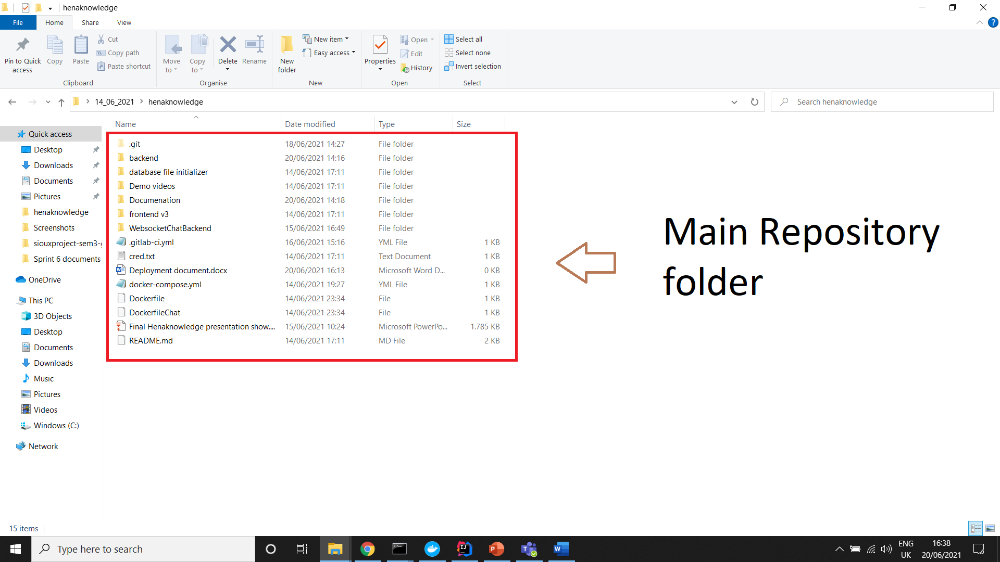 henaknowledge
File Home Share View
Pin to Quick access
Copy
Paste
Cut
Copy path
Paste shortcut
Clipboard
Move to
Copy to
Delete
Rename
Organise
New folder
New item
Easy access
New
Properties
Open
Edit
History
Open
Select all
Select none
Invert selection
Select
14_06_2021 > henaknowledge
Search henaknowledge
Name Date modified Type Size
.git 18/06/2021 14:27 File folder
backend 20/06/2021 14:16 File folder
database file initializer 14/06/2021 17:11 File folder
Demo videos 14/06/2021 17:11 File folder
Documenation 20/06/2021 14:18 File folder
frontend v3 14/06/2021 17:11 File folder
WebsocketChatBackend 15/06/2021 16:49 File folder
.gitlab-ci.yml 16/06/2021 15:16 YML File 1 KB
cred.txt 14/06/2021 17:11 Text Document 1 KB
Deployment document.docx 20/06/2021 16:13 Microsoft Word D... 0 KB
docker-compose.yml 14/06/2021 19:27 YML File 1 KB
Dockerfile 14/06/2021 23:34 File 1 KB
DockerfileChat 14/06/2021 23:34 File 1 KB
Final Henaknowledge presentation show.... 15/06/2021 10:24 Microsoft PowerPo... 1.785 KB
README.md 14/06/2021 17:11 MD File 2 KB
Quick access
Desktop
Downloads
Documents
Pictures
henaknowledge
Screenshots
siouxproject-sem3-
Sprint 6 documents
OneDrive
This PC
3D Objects
Desktop
Documents
Downloads
Music
Pictures
Videos
Windows (C:)
Network
Main Repository
folder
15 items
Type here to search
ENG
UK
16:38
20/06/2021